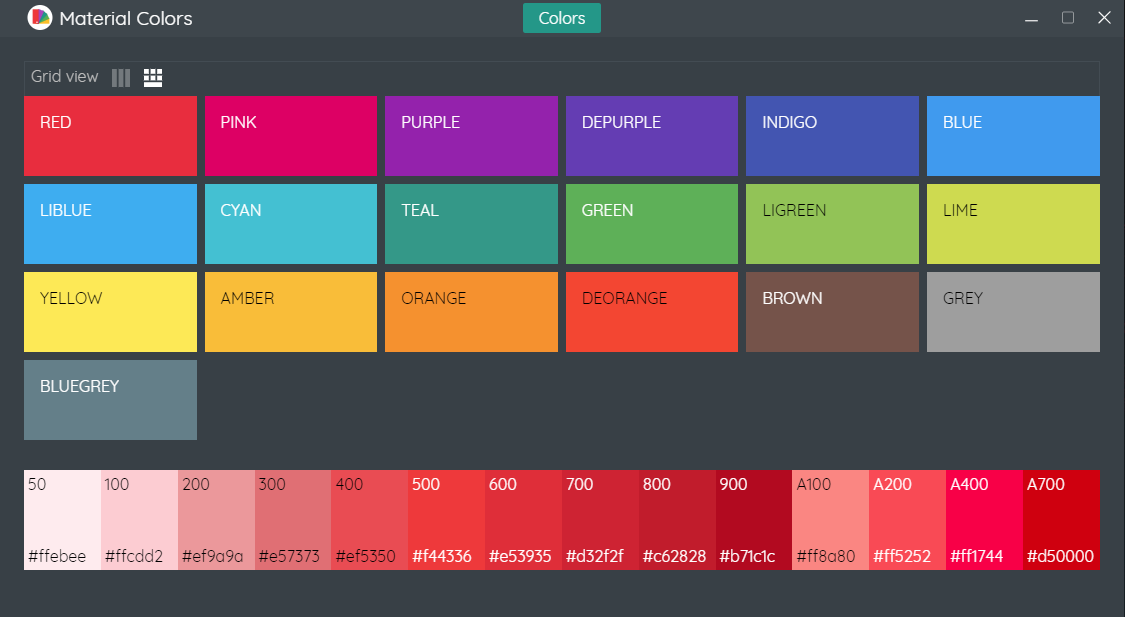 Material Colors
Colors
Grid view
RED PINK PURPLE DEPURPLE INDIGO BLUE
LIBLUE CYAN TEAL GREEN LIGREEN LIME
YELLOW AMBER ORANGE DEORANGE BROWN GREY
BLUEGREY
50 100 200 300 400 500 600 700 800 900 A100 A200 A400 A700
#ffebee #ffcdd2 #ef9a9a #e57373 #ef5350 #f44336 #e53935 #d32f2f #c62828 #b71c1c #ff8a80 #ff5252 #ff1744 #d50000